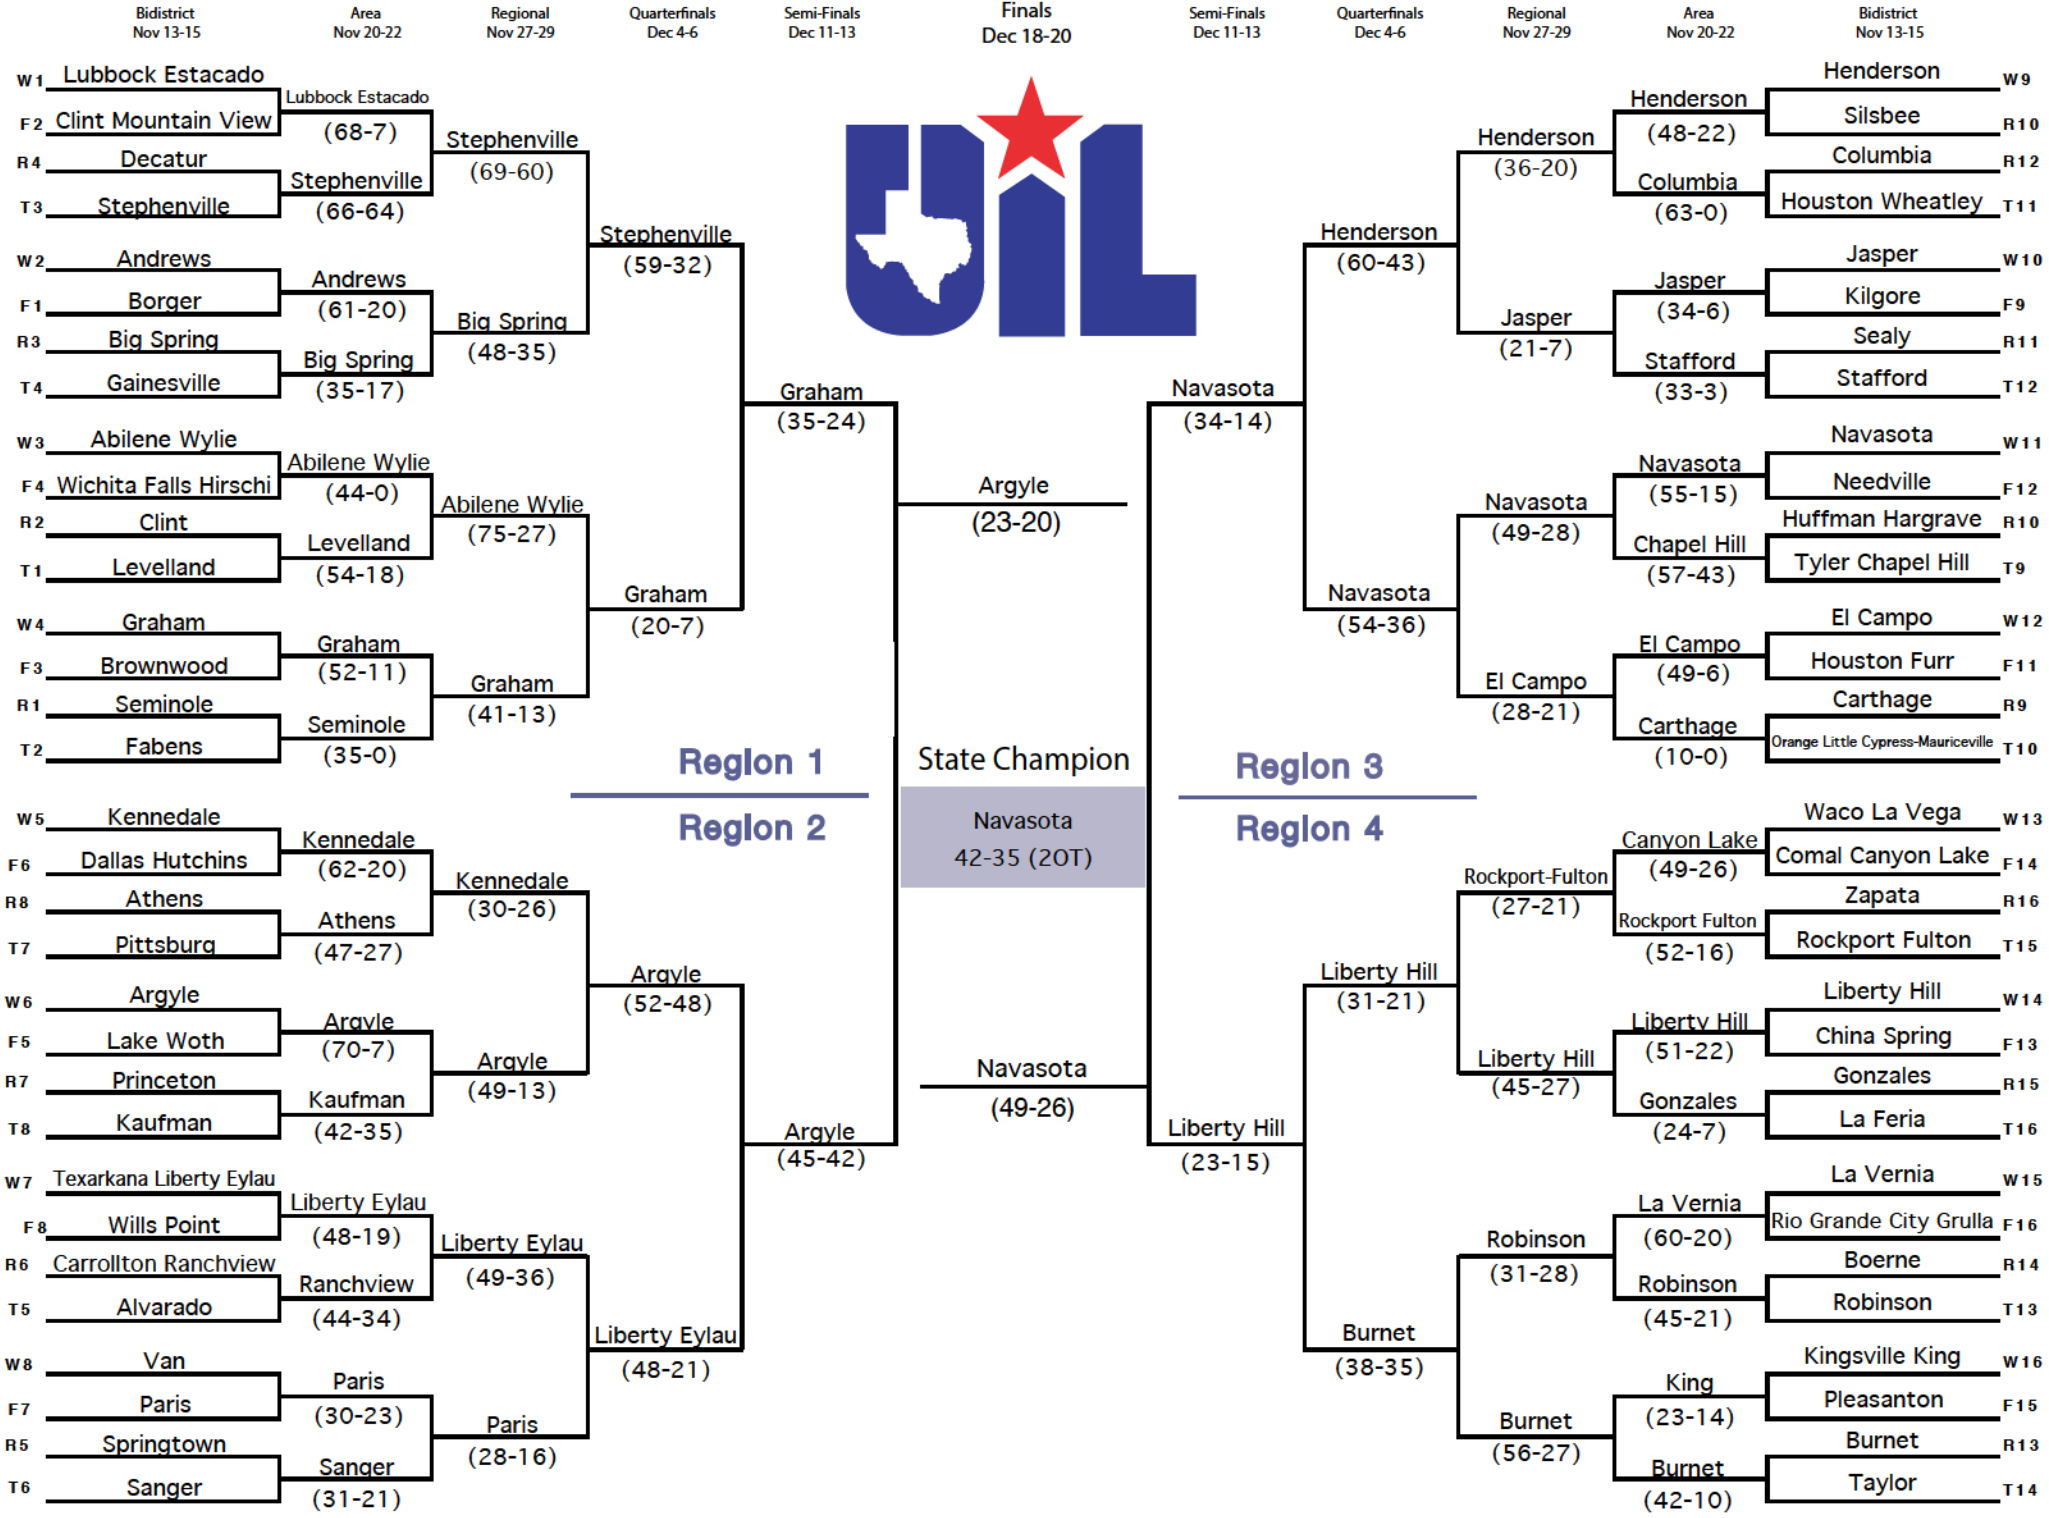 Bidistrict
Nov 13-15
Area
Nov 20-22
Regional
Nov 27-29
Quarterfinals
Dec 4-6
Semi-Finals
Dec 11-13
Finals
Dec 18-20
Semi-Finals
Dec 11-13
Quarterfinals
Dec 4-6
Regional
Nov 27-29
Area
Nov 20-22
Bidistrict
Nov 13-15
W1 Lubbock Estacado
F2 Clint Mountain View
R4 Decatur
T3 Stephenville
W2 Andrews
F1 Borger
R3 Big Spring
T4 Gainesville
W3 Abilene Wylie
F4 Wichita Falls Hirschi
R2 Clint
T1 Levelland
W4 Graham
F3 Brownwood
R1 Seminole
T2 Fabens
W5 Kennedale
F6 Dallas Hutchins
R8 Athens
T7 Pittsburg
W6 Argyle
F5 Lake Woth
R7 Princeton
T8 Kaufman
W7 Texarkana Liberty Eylau
F8 Wills Point
R6 Carrollton Ranchview
T5 Alvarado
W8 Van
F7 Paris
R5 Springtown
T6 Sanger
Lubbock Estacado
(68-7)
Stephenville
(66-64)
Andrews
(61-20)
Big Spring
(35-17)
Abilene Wylie
(44-0)
Levelland
(54-18)
Graham
(52-11)
Seminole
(35-0)
Kennedale
(62-20)
Athens
(47-27)
Argyle
(70-7)
Kaufman
(42-35)
Liberty Eylau
(48-19)
Ranchview
(44-34)
Paris
(30-23)
Sanger
(31-21)
Stephenville
(69-60)
Big Spring
(48-35)
Abilene Wylie
(75-27)
Graham
(41-13)
Kennedale
(30-26)
Argyle
(49-13)
Liberty Eylau
(49-36)
Paris
(28-16)
Stephenville
(59-32)
Graham
(20-7)
Argyle
(52-48)
Liberty Eylau
(48-21)
Graham
(35-24)
Argyle
(45-42)
Region 1
Region 2
UIL
Argyle
(23-20)
State Champion
Navasota
42-35 (2OT)
Navasota
(49-26)
Region 3
Region 4
Navasota
(34-14)
Liberty Hill
(23-15)
Henderson
(60-43)
Navasota
(54-36)
Liberty Hill
(31-21)
Burnet
(38-35)
Henderson
(36-20)
Jasper
(21-7)
Navasota
(49-28)
El Campo
(28-21)
Rockport-Fulton
(27-21)
Liberty Hill
(45-27)
Robinson
(31-28)
Burnet
(56-27)
Henderson
(48-22)
Columbia
(63-0)
Jasper
(34-6)
Stafford
(33-3)
Navasota
(55-15)
Chapel Hill
(57-43)
El Campo
(49-6)
Carthage
(10-0)
Canyon Lake
(49-26)
Rockport Fulton
(52-16)
Liberty Hill
(51-22)
Gonzales
(24-7)
La Vernia
(60-20)
Robinson
(45-21)
King
(23-14)
Burnet
(42-10)
Henderson W9
Silsbee R10
Columbia R12
Houston Wheatley T11
Jasper W10
Kilgore F9
Sealy R11
Stafford T12
Navasota W11
Needville F12
Huffman Hargrave R10
Tyler Chapel Hill T9
El Campo W12
Houston Furr F11
Carthage R9
Orange Little Cypress-Mauriceville T10
Waco La Vega W13
Comal Canyon Lake F14
Zapata R16
Rockport Fulton T15
Liberty Hill W14
China Spring F13
Gonzales R15
La Feria T16
La Vernia W15
Rio Grande City Grulla F16
Boerne R14
Robinson T13
Kingsville King W16
Pleasanton F15
Burnet R13
Taylor T14